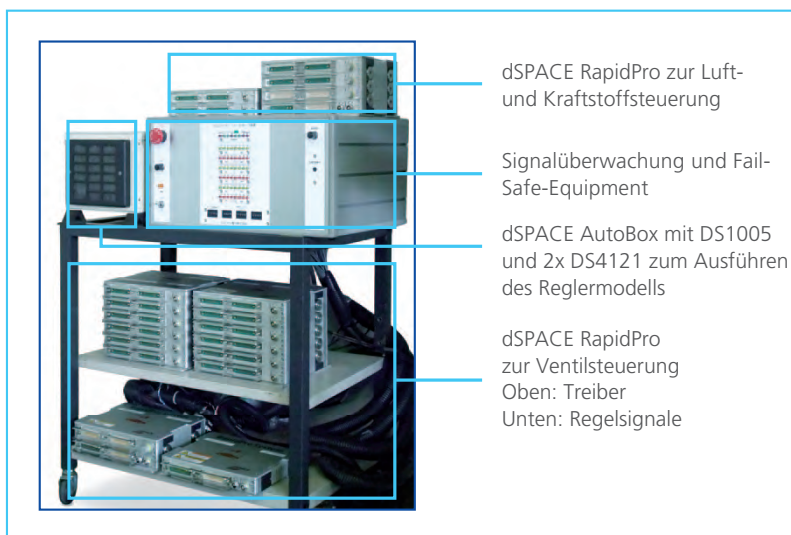 dSPACE RapidPro zur Luft-
und Kraftstoffsteuerung
Signalüberwachung und Fail-
Safe-Equipment
dSPACE AutoBox mit DS1005
und 2x DS4121 zum Ausführen
des Reglermodells
dSPACE RapidPro
zur Ventilsteuerung
Oben: Treiber
Unten: Regelsignale